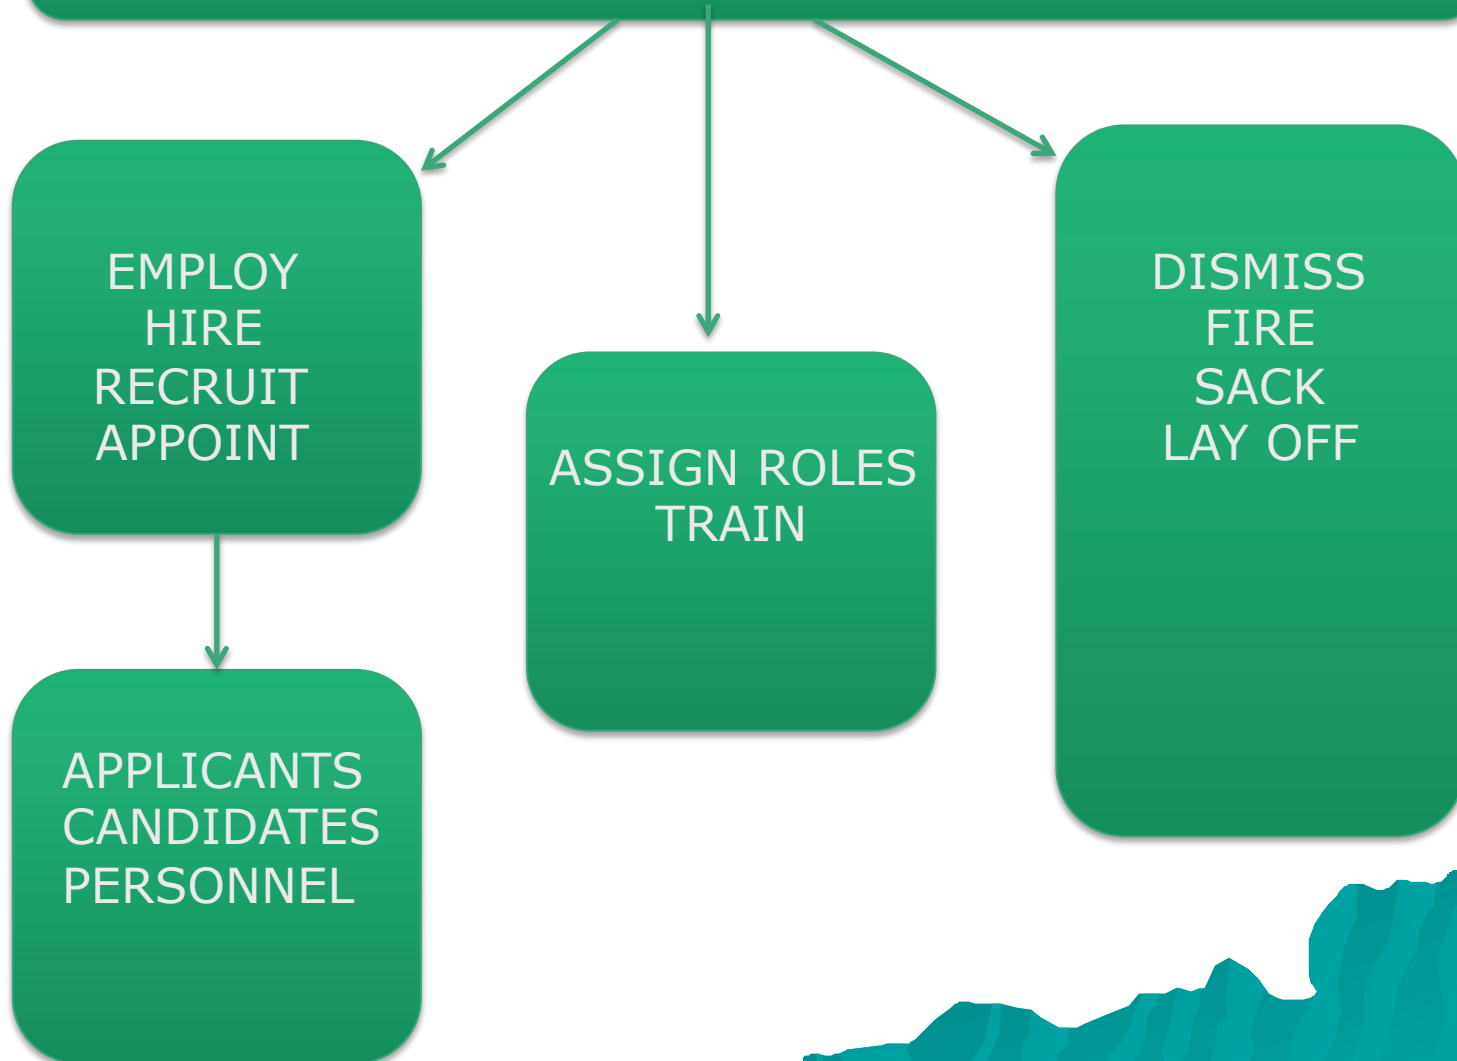 EMPLOY
HIRE
RECRUIT
APPOINT
ASSIGN ROLES
TRAIN
DISMISS
FIRE
SACK
LAY OFF
APPLICANTS
CANDIDATES
PERSONNEL